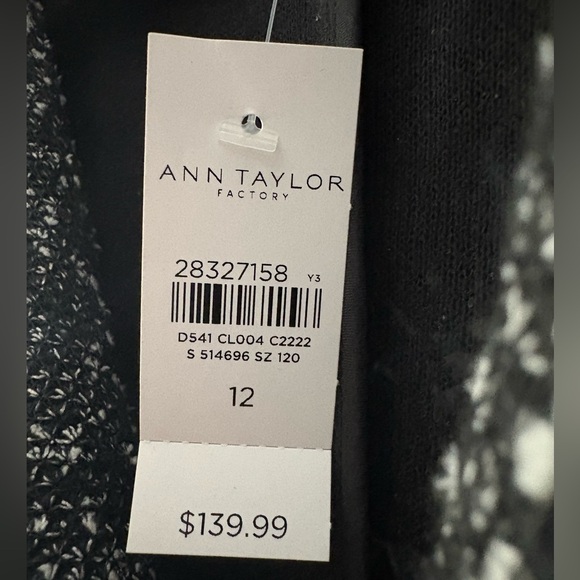 ANN TAYLOR
FACTORY
28327158 Y3
D541 CL004 C2222
S 514696 SZ 120
12
$139.99